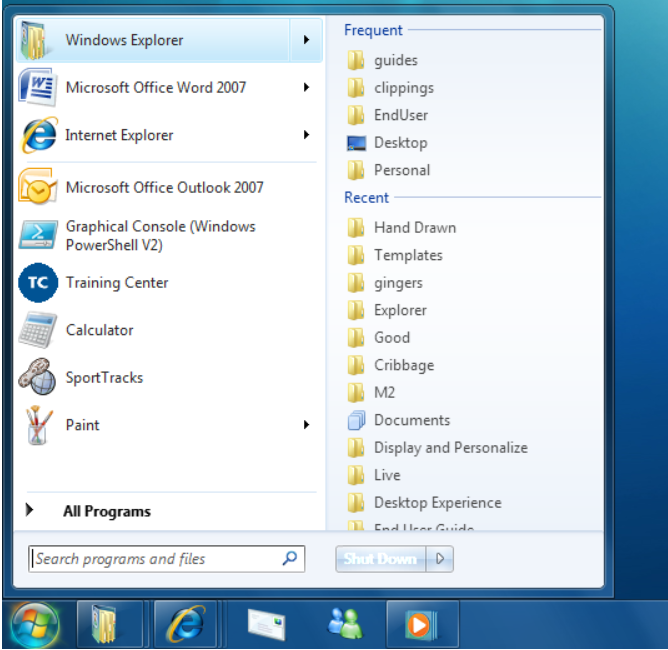 Windows Explorer
Microsoft Office Word 2007
Internet Explorer
Microsoft Office Outlook 2007
Graphical Console (Windows
PowerShell V2)
TC
Training Center
Calculator
SportTracks
Paint
All Programs
Search programs and files
Frequent
guides
clippings
EndUser
Desktop
Personal
Recent
Hand Drawn
Templates
gingers
Explorer
Good
Cribbage
M2
Documents
Display and Personalize
Live
Desktop Experience
End User Guide
Shut Down